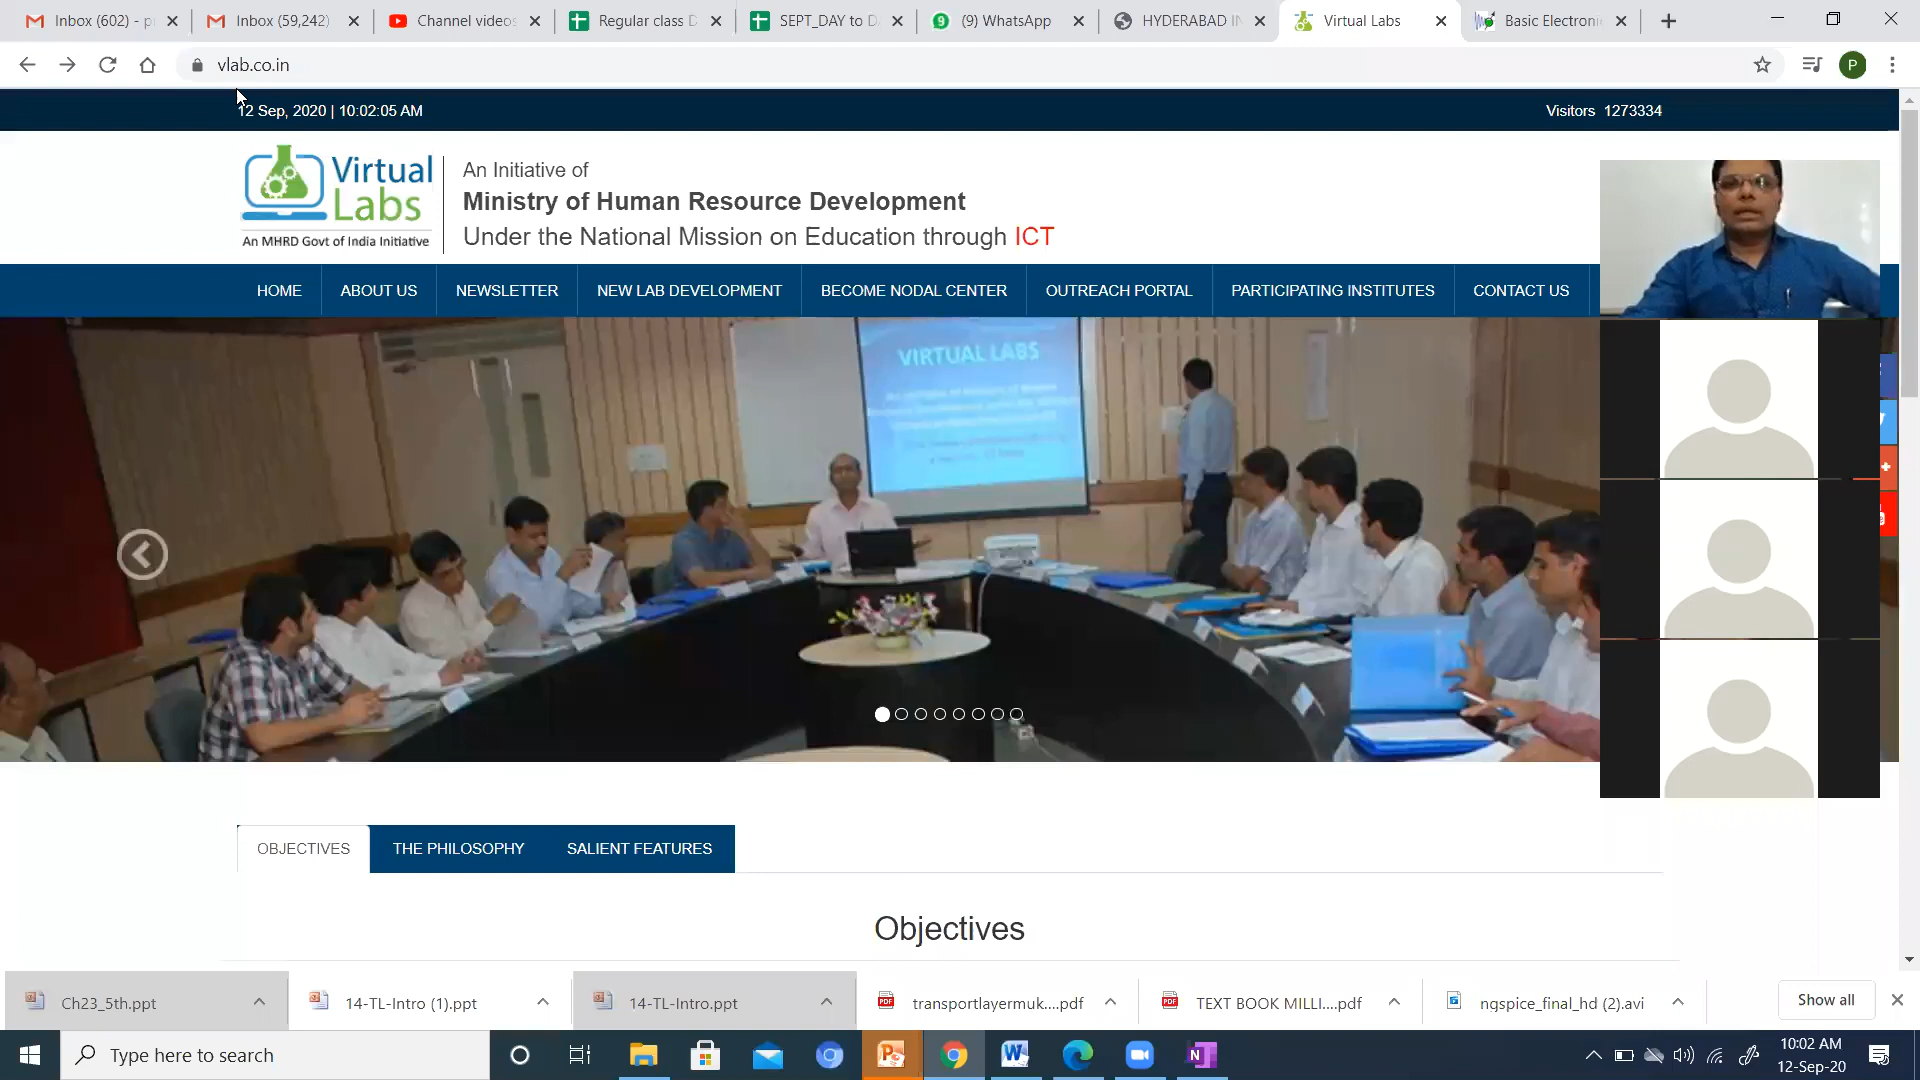 Inbox (602) - p
Inbox (59,242)
Channel videos
Regular class D
SEPT_DAY to D
(9) WhatsApp
HYDERABAD IN
Virtual Labs
Basic Electroni
vlab.co.in
P
12 Sep, 2020 | 10:02:05 AM
Visitors 1273334
Virtual
Labs
An MHRD Govt of India Initiative
An Initiative of
Ministry of Human Resource Development
Under the National Mission on Education through ICT
HOME
ABOUT US
NEWSLETTER
NEW LAB DEVELOPMENT
BECOME NODAL CENTER
OUTREACH PORTAL
PARTICIPATING INSTITUTES
CONTACT US
VIRTUAL LABS
OBJECTIVES
THE PHILOSOPHY
SALIENT FEATURES
Objectives
Ch23_5th.ppt
14-TL-Intro (1).ppt
14-TL-Intro.ppt
transportlayermuk....pdf
TEXT BOOK MILLI....pdf
ngspice_final_hd (2).avi
Show all
Type here to search
10:02 AM
12-Sep-20